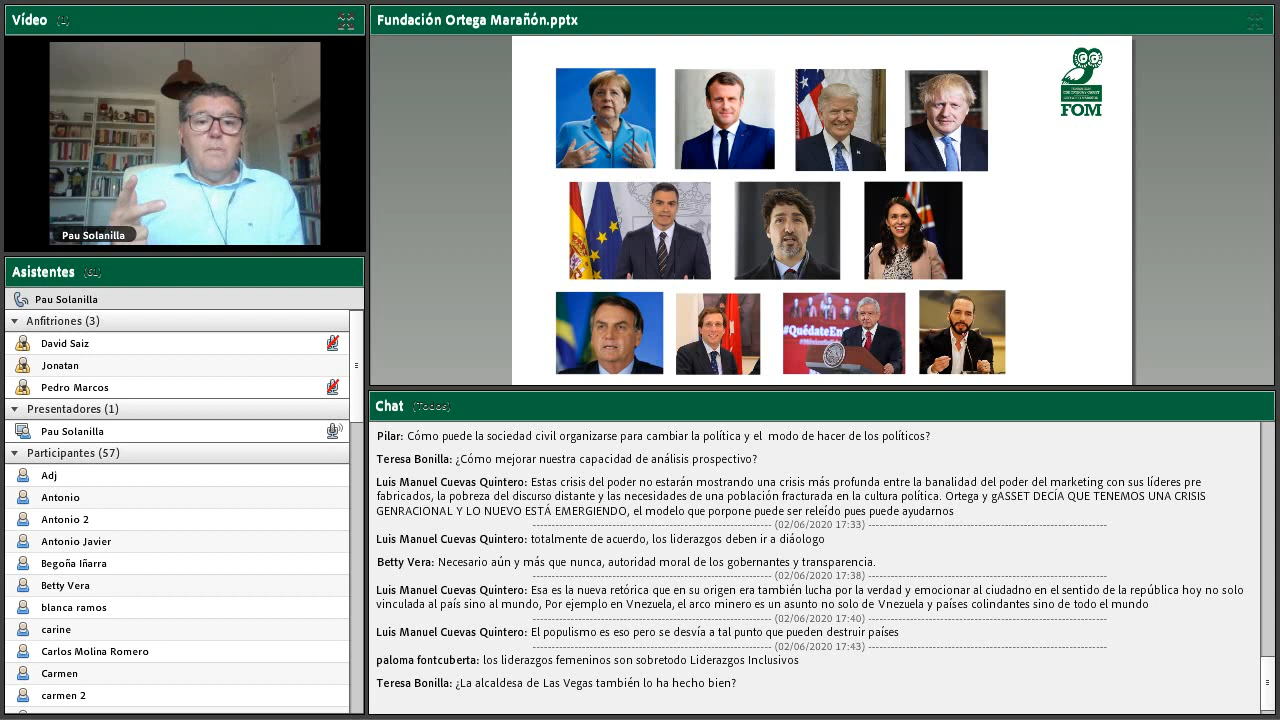 Vídeo (1)
Pau Solanilla
Asistentes (61)
Pau Solanilla
Anfitriones (3)
David Saiz
Jonatan
Pedro Marcos
Presentadores (1)
Pau Solanilla
Participantes (57)
Adj
Antonio
Antonio 2
Antonio Javier
Begoña Iñarra
Betty Vera
blanca ramos
carine
Carlos Molina Romero
Carmen
carmen 2
Fundación Ortega Marañón.pptx
FOM
#QuédateEn
Chat (Todos)
Pilar: Cómo puede la sociedad civil organizarse para cambiar la política y el modo de hacer de los políticos?
Teresa Bonilla: ¿Cómo mejorar nuestra capacidad de análisis prospectivo?
Luis Manuel Cuevas Quintero: Estas crisis del poder no estarán mostrando una crisis más profunda entre la banalidad del poder del marketing con sus líderes pre
fabricados, la pobreza del discurso distante y las necesidades de una población fracturada en la cultura política. Ortega y gASSET DECÍA QUE TENEMOS UNA CRISIS
GENRACIONAL Y LO NUEVO ESTÁ EMERGIENDO, el modelo que porpone puede ser releído pues puede ayudarnos
(02/06/2020 17:33)
Luis Manuel Cuevas Quintero: totalmente de acuerdo, los liderazgos deben ir a diáologo
Betty Vera: Necesario aún y más que nunca, autoridad moral de los gobernantes y transparencia.
(02/06/2020 17:38)
Luis Manuel Cuevas Quintero: Esa es la nueva retórica que en su origen era también lucha por la verdad y emocionar al ciudadno en el sentido de la república hoy no solo
vinculada al país sino al mundo, Por ejemplo en Vnezuela, el arco minero es un asunto no solo de Vnezuela y países colindantes sino de todo el mundo
(02/06/2020 17:40)
Luis Manuel Cuevas Quintero: El populismo es eso pero se desvía a tal punto que pueden destruir países
(02/06/2020 17:43)
paloma fontcuberta: los liderazgos femeninos son sobretodo Liderazgos Inclusivos
Teresa Bonilla: ¿La alcaldesa de Las Vegas también lo ha hecho bien?